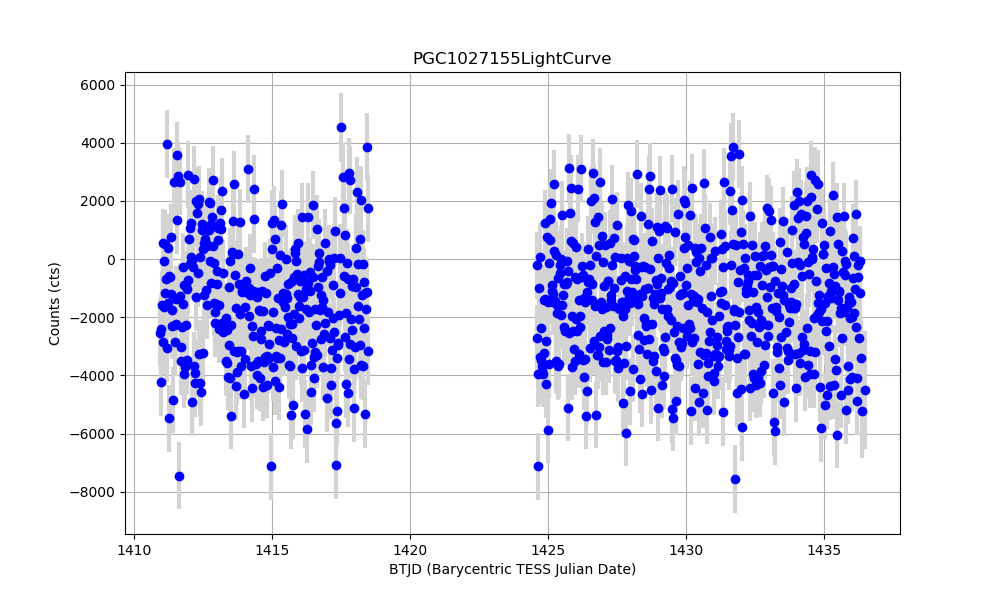 PGC1027155LightCurve
6000
4000
2000
0
−2000
−4000
−6000
−8000
Counts (cts)
1410 1415 1420 1425 1430 1435
BTJD (Barycentric TESS Julian Date)